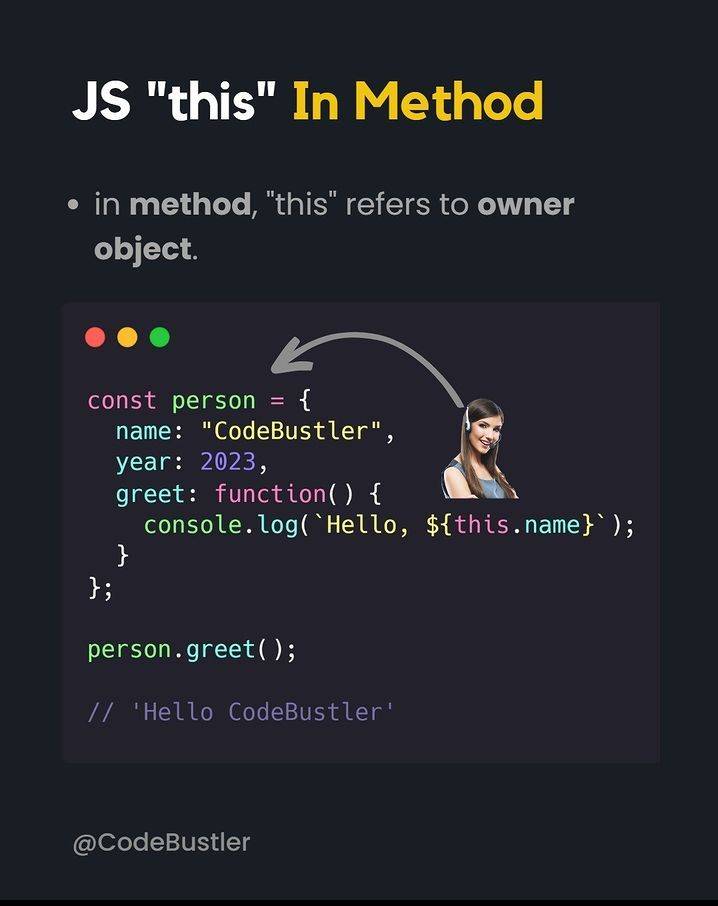 JS "this" In Method
• in method, "this" refers to owner
object.
const person = {
  name: "CodeBustler",
  year: 2023,
  greet: function() {
    console.log(`Hello, ${this.name}`);
  }
};
person.greet();
// 'Hello CodeBustler'
@CodeBustler